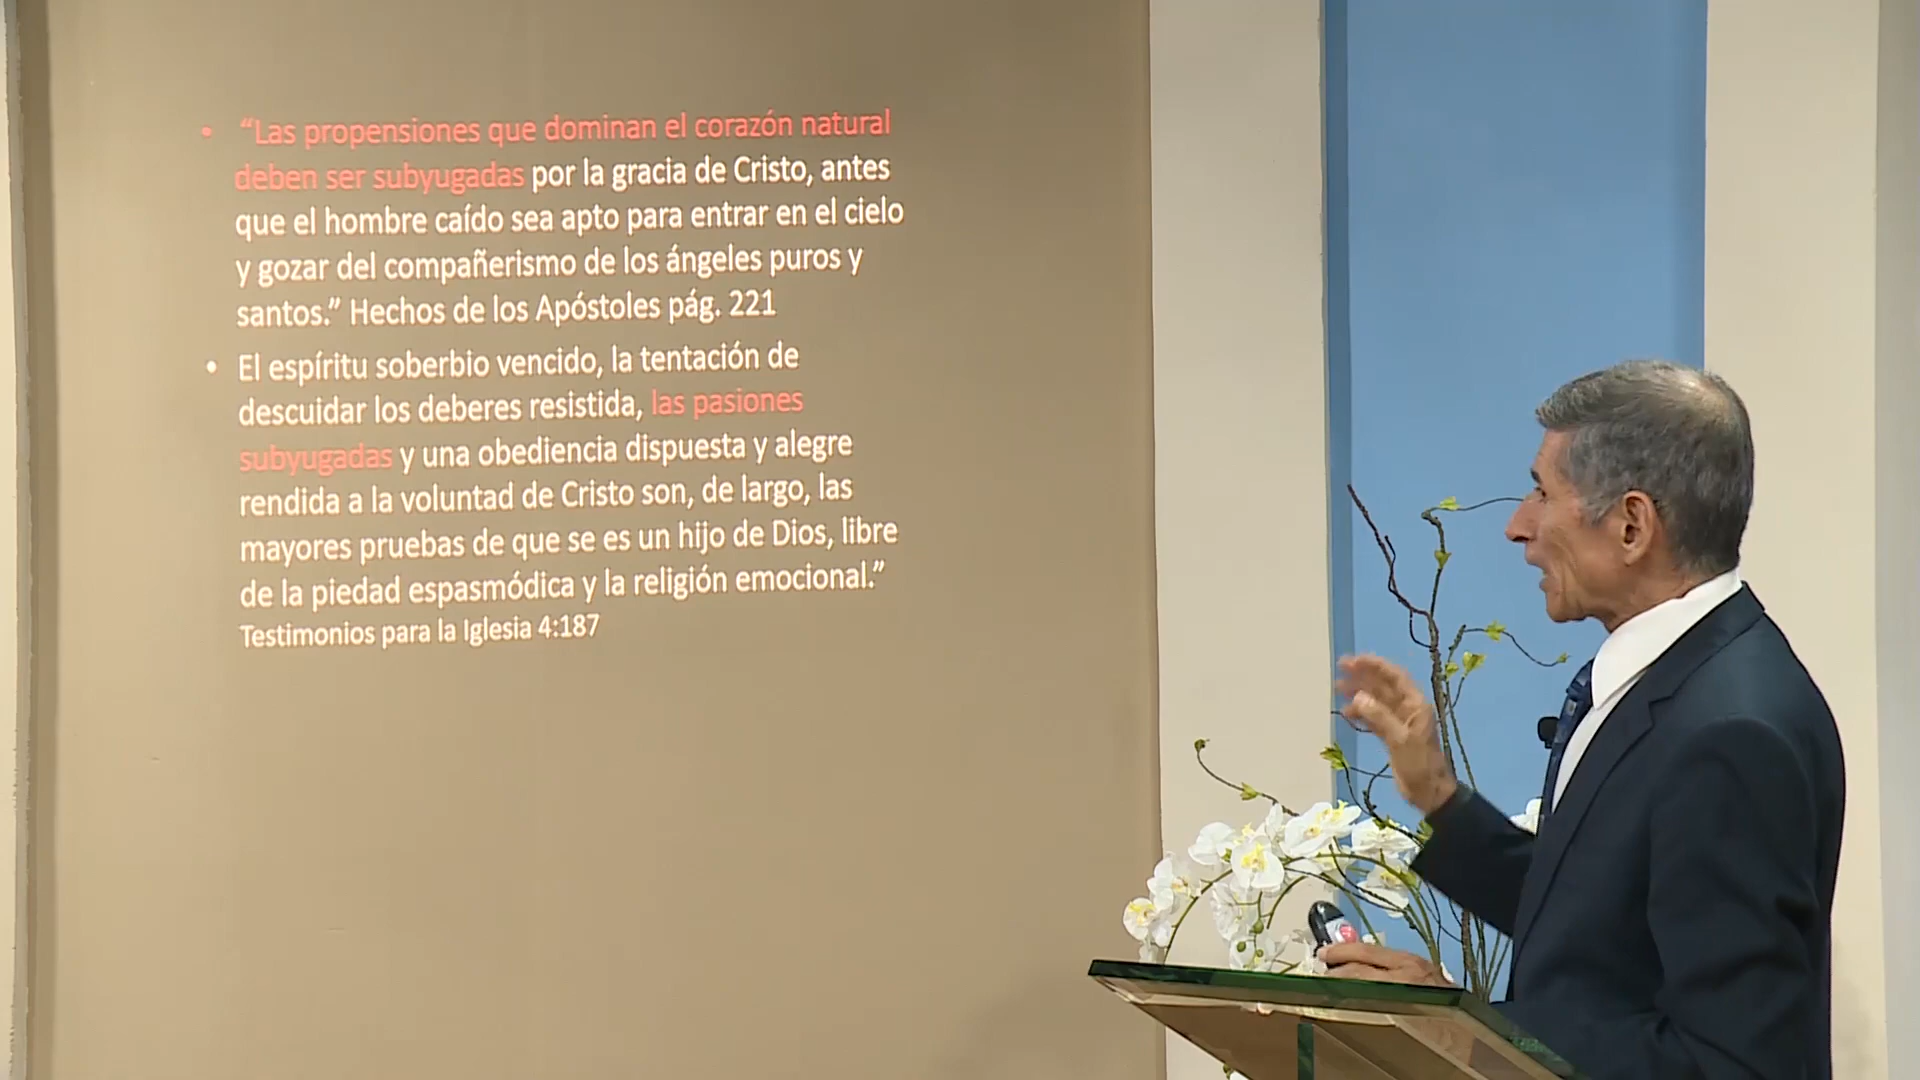 • “Las propensiones que dominan el corazón natural
deben ser subyugadas por la gracia de Cristo, antes
que el hombre caído sea apto para entrar en el cielo
y gozar del compañerismo de los ángeles puros y
santos.” Hechos de los Apóstoles pág. 221
• El espíritu soberbio vencido, la tentación de
descuidar los deberes resistida, las pasiones
subyugadas y una obediencia dispuesta y alegre
rendida a la voluntad de Cristo son, de largo, las
mayores pruebas de que se es un hijo de Dios, libre
de la piedad espasmódica y la religión emocional.”
Testimonios para la Iglesia 4:187